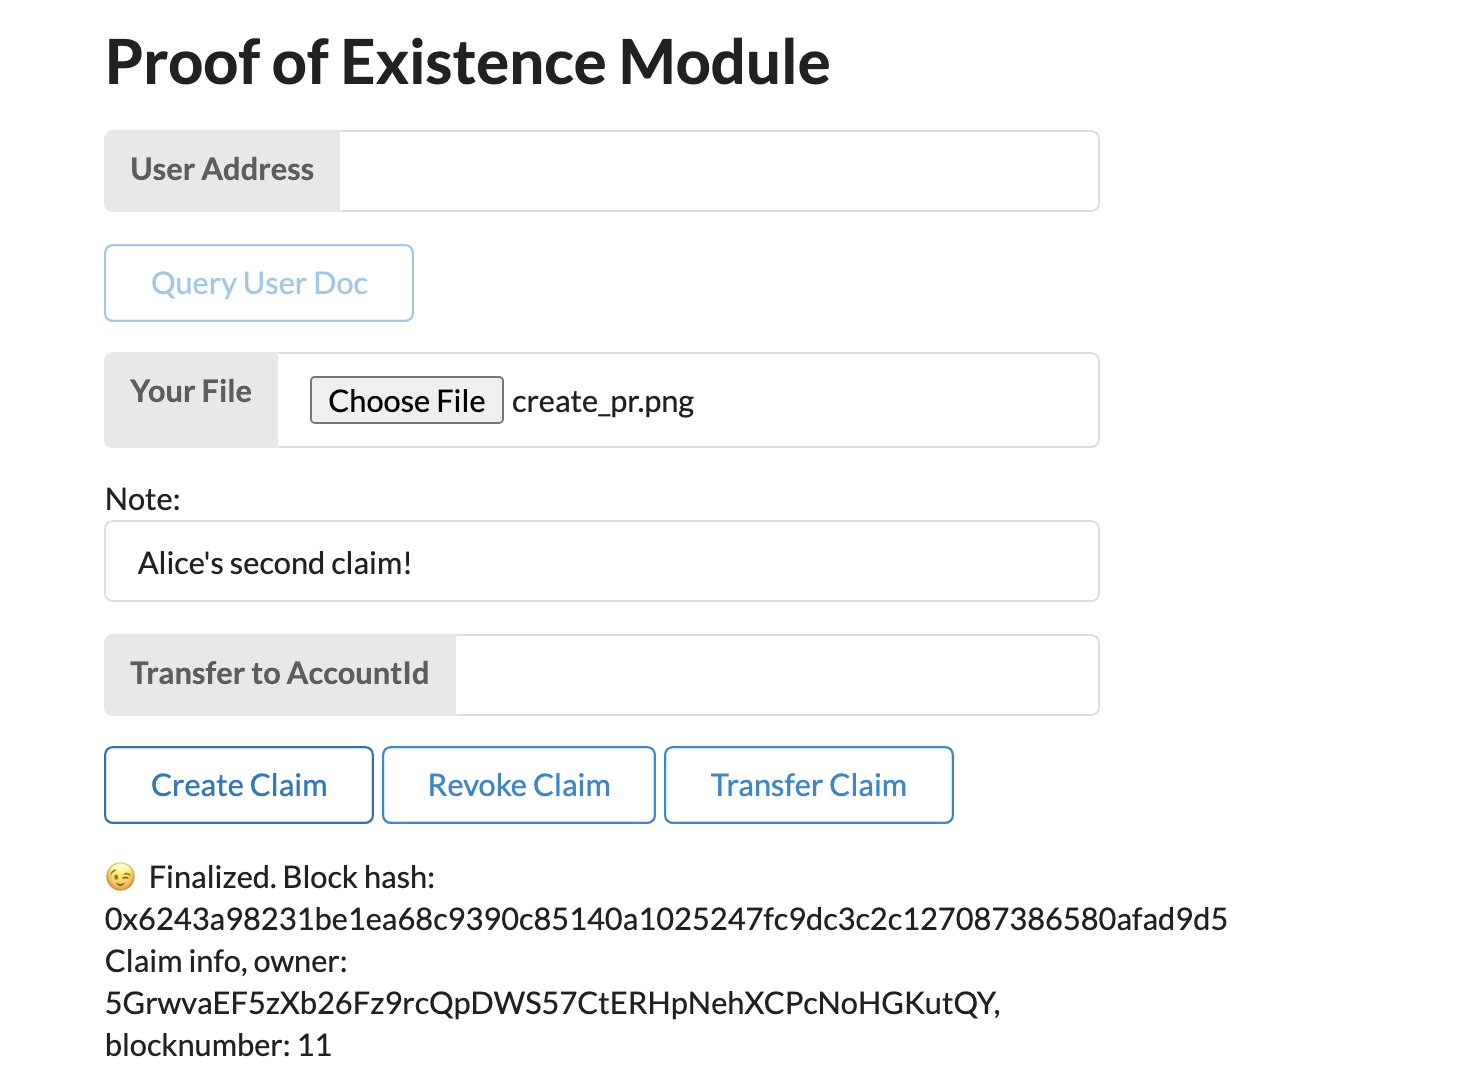 Proof of Existence Module
User Address
Query User Doc
Your File
Choose File create_pr.png
Note:
Alice's second claim!
Transfer to AccountId
Create Claim Revoke Claim Transfer Claim
😉 Finalized. Block hash:
0x6243a98231be1ea68c9390c85140a1025247fc9dc3c2c127087386580afad9d5
Claim info, owner:
5GrwvaEF5zXb26Fz9rcQpDWS57CtERHpNehXCPcNoHGKutQY,
blocknumber: 11